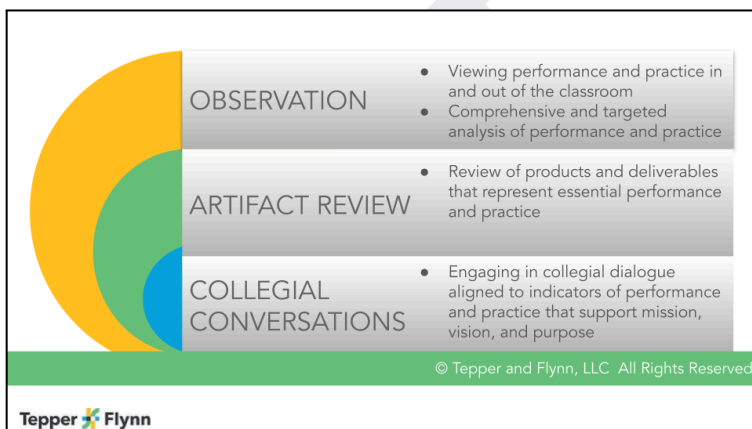 OBSERVATION
● Viewing performance and practice in
and out of the classroom
● Comprehensive and targeted
analysis of performance and practice
ARTIFACT REVIEW
● Review of products and deliverables
that represent essential performance
and practice
COLLEGIAL
CONVERSATIONS
● Engaging in collegial dialogue
aligned to indicators of performance
and practice that support mission,
vision, and purpose
© Tepper and Flynn, LLC All Rights Reserved
Tepper Flynn